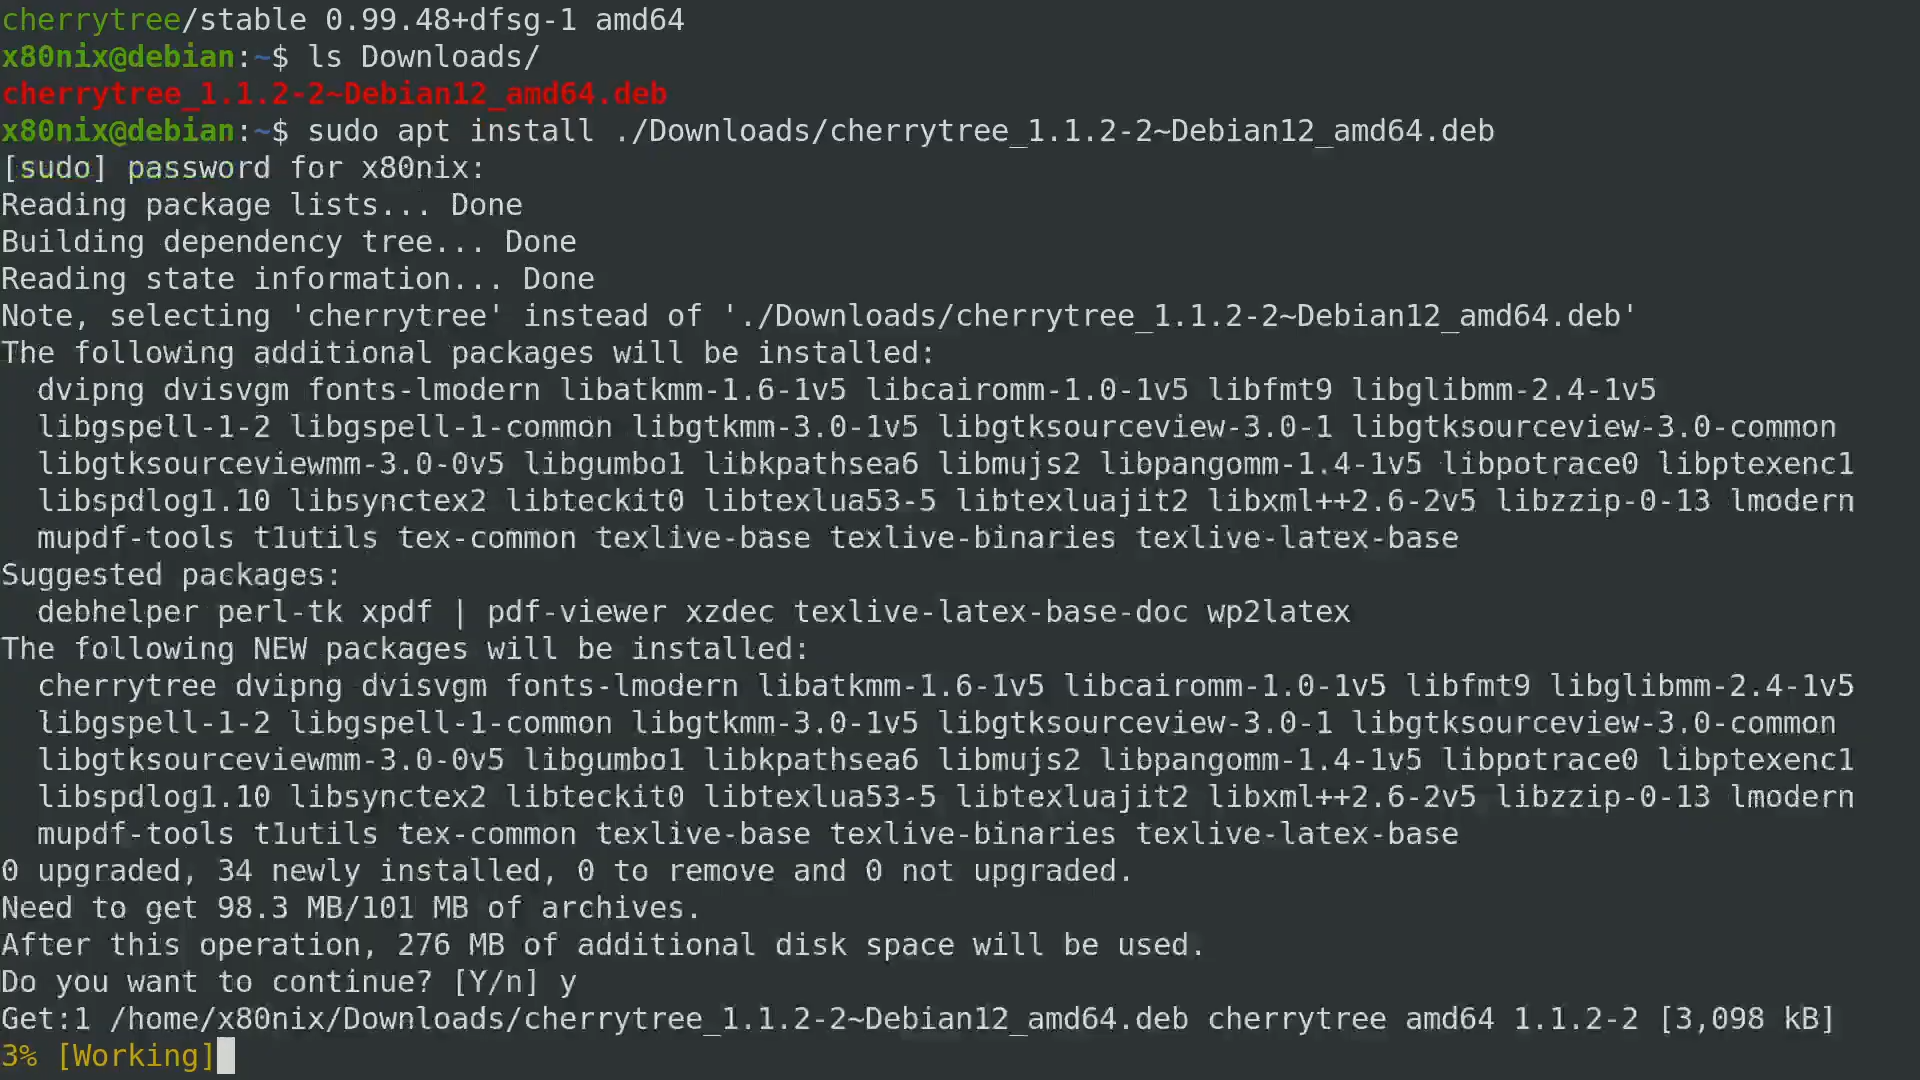 cherrytree/stable 0.99.48+dfsg-1 amd64
x80nix@debian:~$ ls Downloads/
cherrytree_1.1.2-2~Debian12_amd64.deb
x80nix@debian:~$ sudo apt install ./Downloads/cherrytree_1.1.2-2~Debian12_amd64.deb
[sudo] password for x80nix:
Reading package lists... Done
Building dependency tree... Done
Reading state information... Done
Note, selecting 'cherrytree' instead of './Downloads/cherrytree_1.1.2-2~Debian12_amd64.deb'
The following additional packages will be installed:
  dvipng dvisvgm fonts-lmodern libatkmm-1.6-1v5 libcairomm-1.0-1v5 libfmt9 libglibmm-2.4-1v5
  libgspell-1-2 libgspell-1-common libgtkmm-3.0-1v5 libgtksourceview-3.0-1 libgtksourceview-3.0-common
  libgtksourceviewmm-3.0-0v5 libgumbo1 libkpathsea6 libmujs2 libpangomm-1.4-1v5 libpotrace0 libptexenc1
  libspdlog1.10 libsynctex2 libteckit0 libtexlua53-5 libtexluajit2 libxml++2.6-2v5 libzzip-0-13 lmodern
  mupdf-tools t1utils tex-common texlive-base texlive-binaries texlive-latex-base
Suggested packages:
  debhelper perl-tk xpdf | pdf-viewer xzdec texlive-latex-base-doc wp2latex
The following NEW packages will be installed:
  cherrytree dvipng dvisvgm fonts-lmodern libatkmm-1.6-1v5 libcairomm-1.0-1v5 libfmt9 libglibmm-2.4-1v5
  libgspell-1-2 libgspell-1-common libgtkmm-3.0-1v5 libgtksourceview-3.0-1 libgtksourceview-3.0-common
  libgtksourceviewmm-3.0-0v5 libgumbo1 libkpathsea6 libmujs2 libpangomm-1.4-1v5 libpotrace0 libptexenc1
  libspdlog1.10 libsynctex2 libteckit0 libtexlua53-5 libtexluajit2 libxml++2.6-2v5 libzzip-0-13 lmodern
  mupdf-tools t1utils tex-common texlive-base texlive-binaries texlive-latex-base
0 upgraded, 34 newly installed, 0 to remove and 0 not upgraded.
Need to get 98.3 MB/101 MB of archives.
After this operation, 276 MB of additional disk space will be used.
Do you want to continue? [Y/n] y
Get:1 /home/x80nix/Downloads/cherrytree_1.1.2-2~Debian12_amd64.deb cherrytree amd64 1.1.2-2 [3,098 kB]
3% [Working]